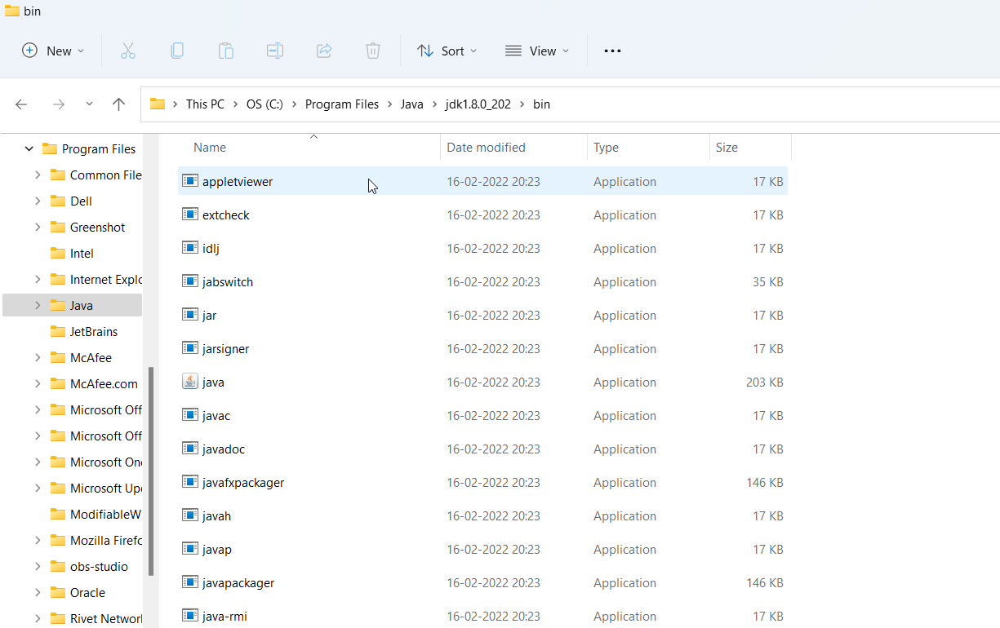 bin
New
Sort
View
This PC > OS (C:) > Program Files > Java > jdk1.8.0_202 > bin
Program Files
Common File
Dell
Greenshot
Intel
Internet Explo
Java
JetBrains
McAfee
McAfee.com
Microsoft Off
Microsoft Off
Microsoft One
Microsoft Upd
ModifiableW
Mozilla Firefo
obs-studio
Oracle
Rivet Networ
Name Date modified Type Size
appletviewer 16-02-2022 20:23 Application 17 KB
extcheck 16-02-2022 20:23 Application 17 KB
idlj 16-02-2022 20:23 Application 17 KB
jabswitch 16-02-2022 20:23 Application 35 KB
jar 16-02-2022 20:23 Application 17 KB
jarsigner 16-02-2022 20:23 Application 17 KB
java 16-02-2022 20:23 Application 203 KB
javac 16-02-2022 20:23 Application 17 KB
javadoc 16-02-2022 20:23 Application 17 KB
javafxpackager 16-02-2022 20:23 Application 146 KB
javah 16-02-2022 20:23 Application 17 KB
javap 16-02-2022 20:23 Application 17 KB
javapackager 16-02-2022 20:23 Application 146 KB
java-rmi 16-02-2022 20:23 Application 17 KB